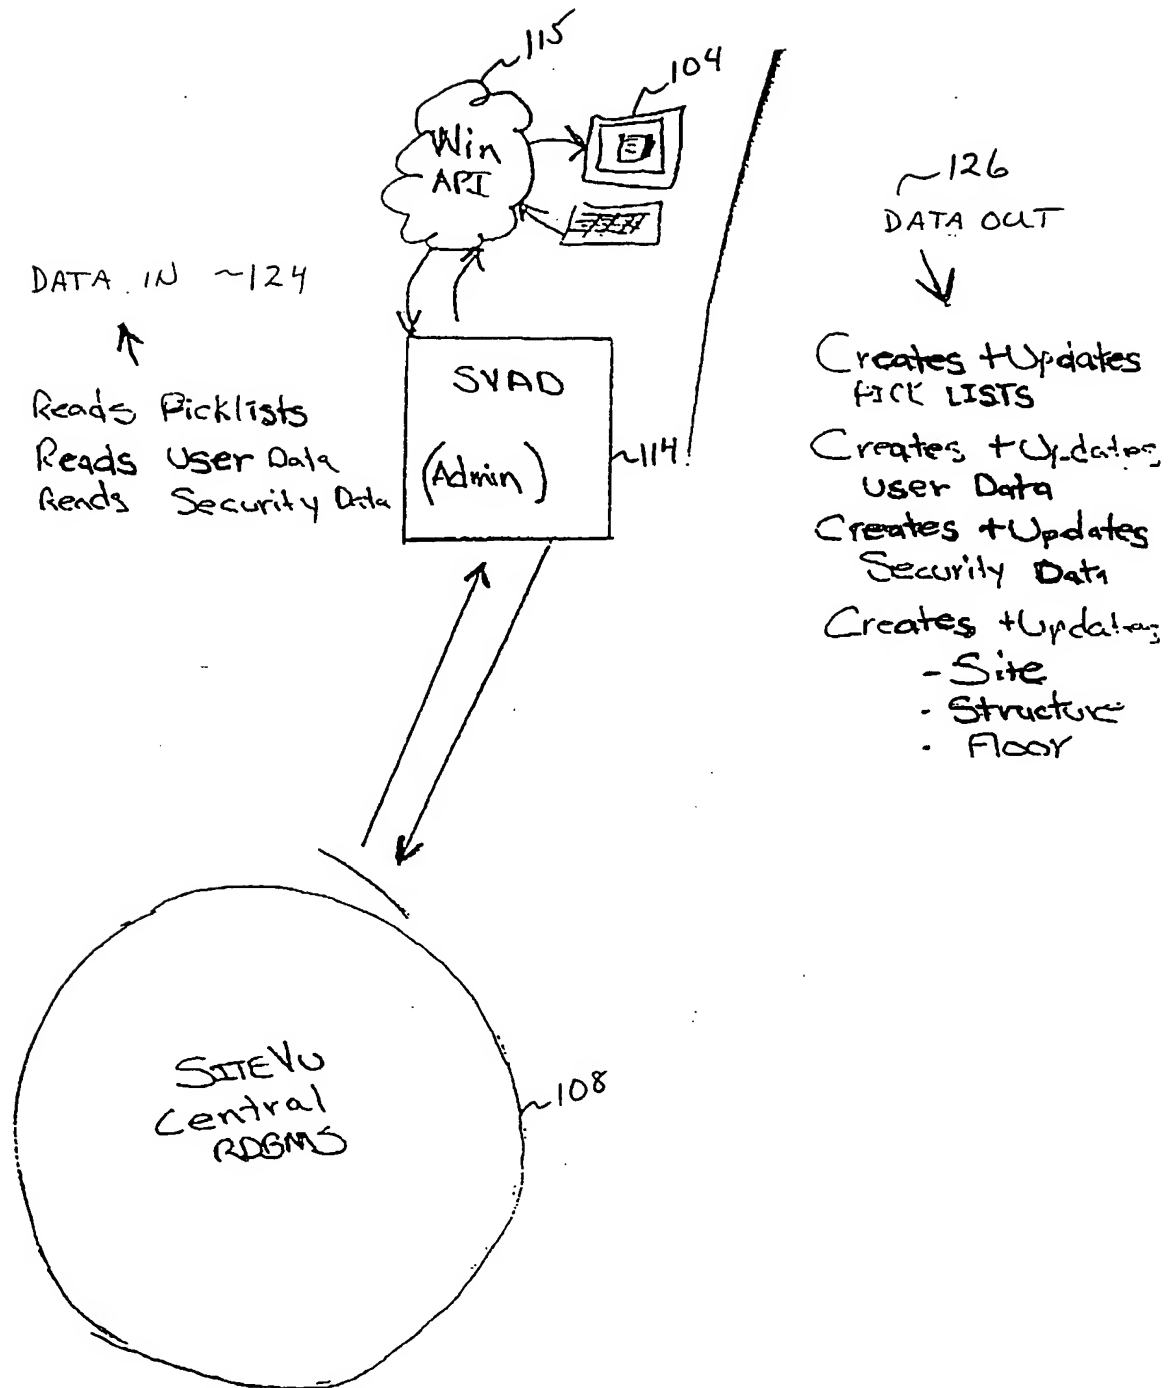 115
104
Win
API
~126
DATA OUT
DATA IN ~124
Creates + Updates
PICK LISTS
SVAD
Reads Picklists
Reads User Data
Reads Security Data
(Admin)
~114
Creates + Updates
User Data
Creates + Updates
Security Data
Creates + Updates
- Site
- Structure
- Floor
SITEVU
Central
RDBMS
~108